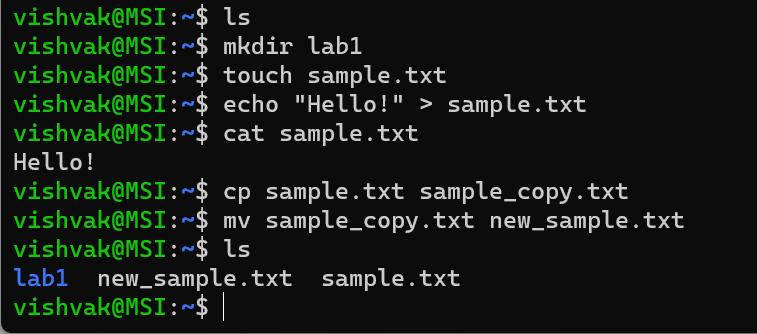 vishvak@MSI:~$ ls
vishvak@MSI:~$ mkdir lab1
vishvak@MSI:~$ touch sample.txt
vishvak@MSI:~$ echo "Hello!" > sample.txt
vishvak@MSI:~$ cat sample.txt
Hello!
vishvak@MSI:~$ cp sample.txt sample_copy.txt
vishvak@MSI:~$ mv sample_copy.txt new_sample.txt
vishvak@MSI:~$ ls
lab1  new_sample.txt  sample.txt
vishvak@MSI:~$